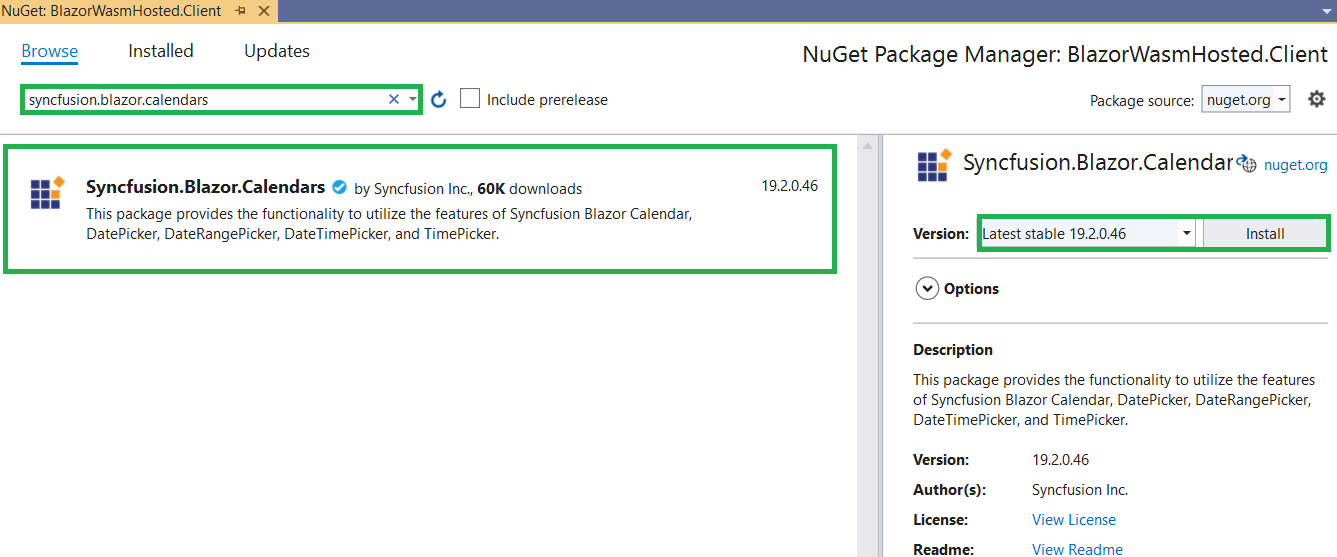 NuGet: BlazorWasmHosted.Client
Browse Installed Updates
NuGet Package Manager: BlazorWasmHosted.Client
syncfusion.blazor.calendars
Include prerelease
Package source: nuget.org
Syncfusion.Blazor.Calendars by Syncfusion Inc., 60K downloads 19.2.0.46
This package provides the functionality to utilize the features of Syncfusion Blazor Calendar,
DatePicker, DateRangePicker, DateTimePicker, and TimePicker.
Syncfusion.Blazor.Calendar nuget.org
Version: Latest stable 19.2.0.46 Install
Options
Description
This package provides the functionality to utilize the features
of Syncfusion Blazor Calendar, DatePicker, DateRangePicker,
DateTimePicker, and TimePicker.
Version: 19.2.0.46
Author(s): Syncfusion Inc.
License: View License
Readme: View Readme